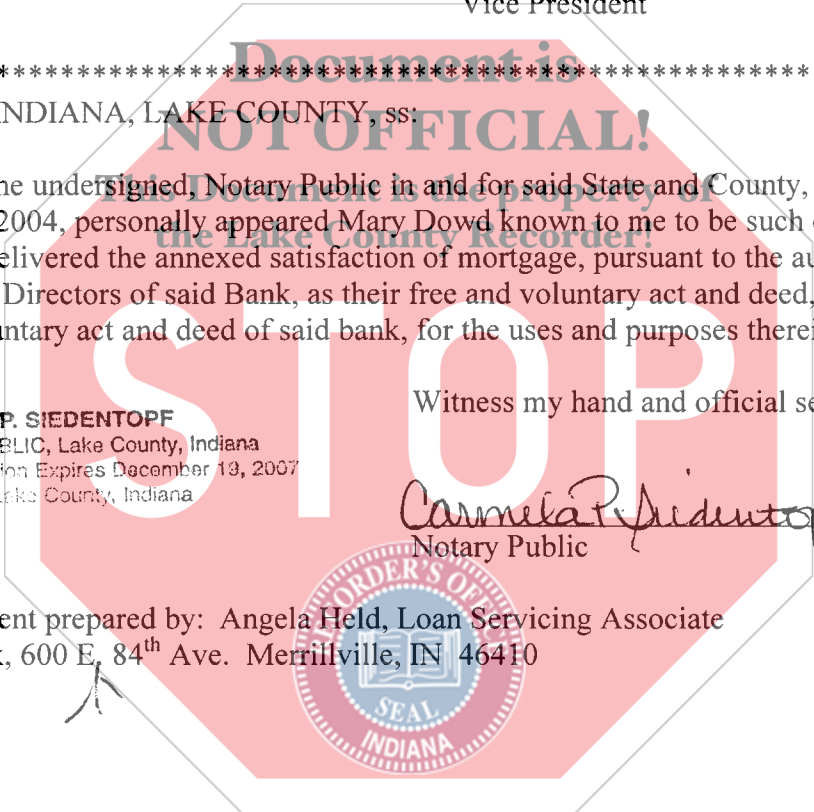 Vice President
Document is
**************************************************
INDIANA, LAKE COUNTY, ss:
NOT OFFICIAL!
he undersigned, Notary Public in and for said State and County,
This Document is the property of
2004, personally appeared Mary Dowd known to me to be such
the Lake County Recorder!
elivered the annexed satisfaction of mortgage, pursuant to the au
Directors of said Bank, as their free and voluntary act and deed,
ntary act and deed of said bank, for the uses and purposes therei
STOP
Witness my hand and official se
P. SIEDENTOPF
BLIC, Lake County, Indiana
ion Expires December 19, 2007
Lake County, Indiana
Carmela P. Siedentop
Notary Public
RECORDER'S OFFICE
ent prepared by: Angela Held, Loan Servicing Associate
k, 600 E. 84th Ave. Merrillville, IN 46410
SEAL
INDIANA